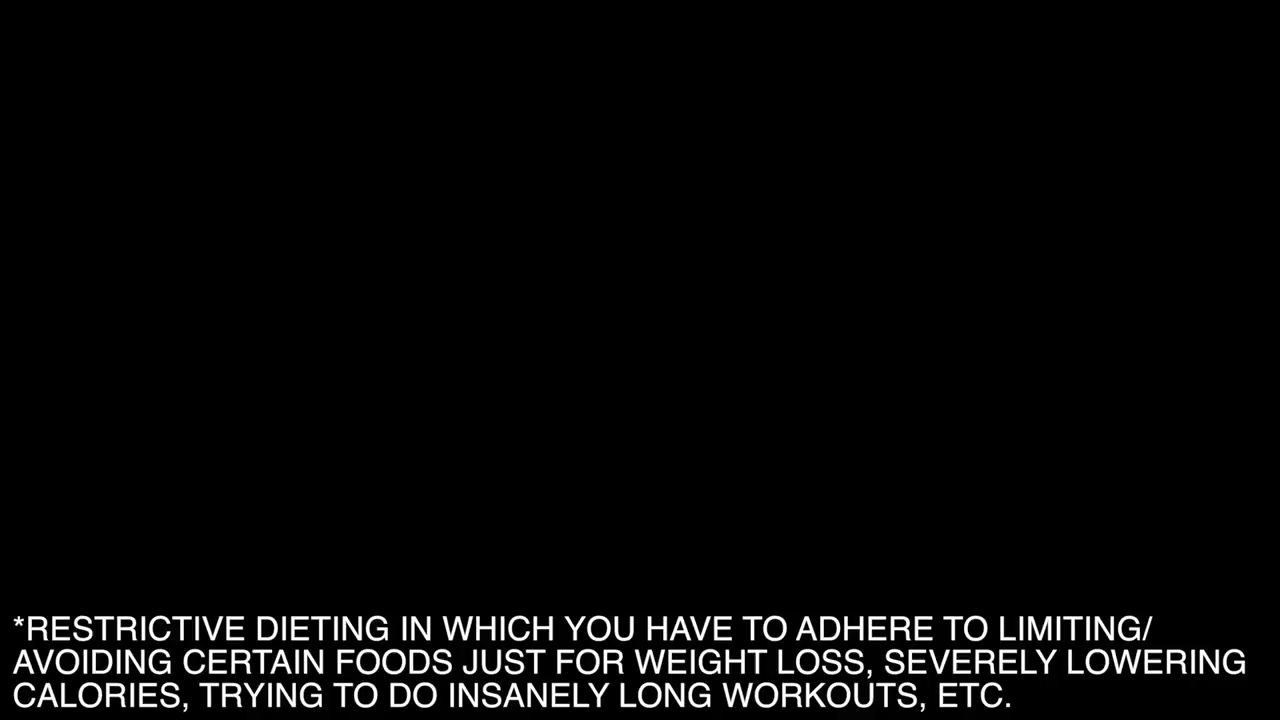 *RESTRICTIVE DIETING IN WHICH YOU HAVE TO ADHERE TO LIMITING/
AVOIDING CERTAIN FOODS JUST FOR WEIGHT LOSS, SEVERELY LOWERING
CALORIES, TRYING TO DO INSANELY LONG WORKOUTS, ETC.